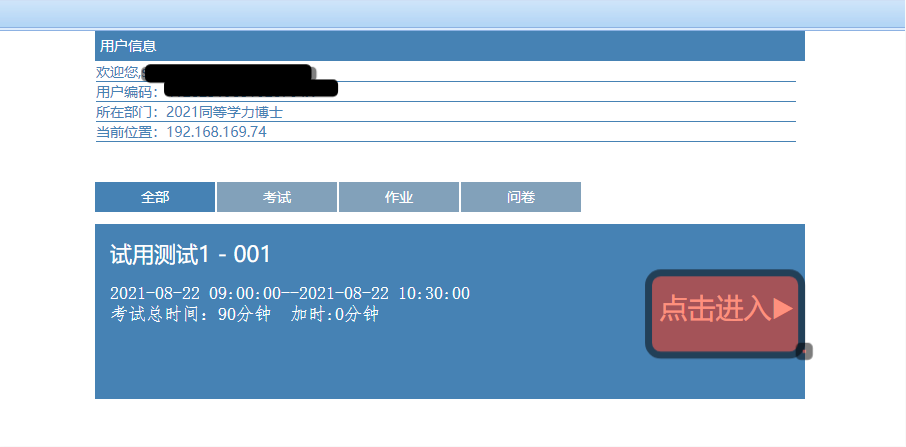 用户信息
欢迎您,
用户编码：
所在部门：2021同等学力博士
当前位置：192.168.169.74
全部 考试 作业 问卷
试用测试1 - 001
2021-08-22 09:00:00--2021-08-22 10:30:00
考试总时间：90分钟 加时:0分钟
点击进入▶